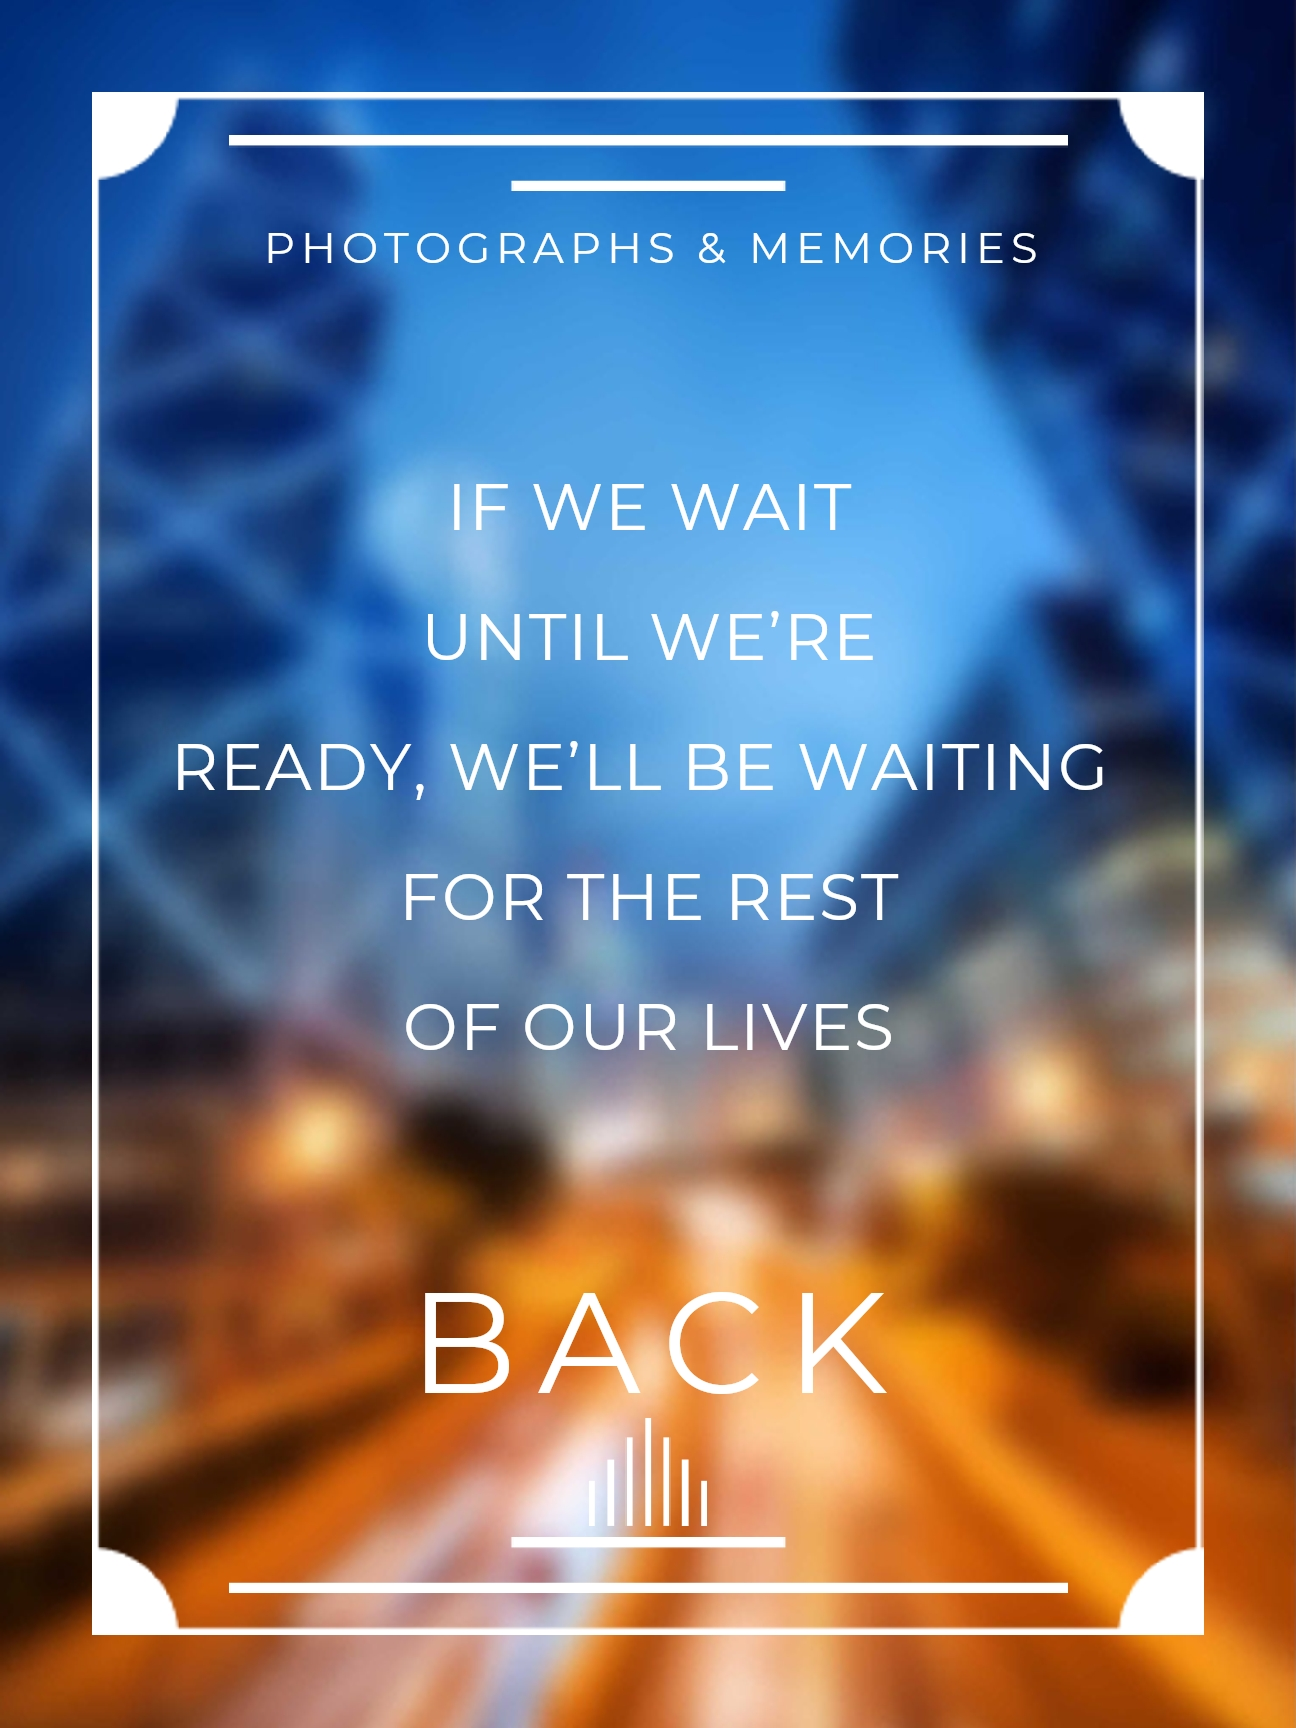 PHOTOGRAPHS & MEMORIES
IF WE WAIT
UNTIL WE’RE
READY, WE’LL BE WAITING
FOR THE REST
OF OUR LIVES
BACK